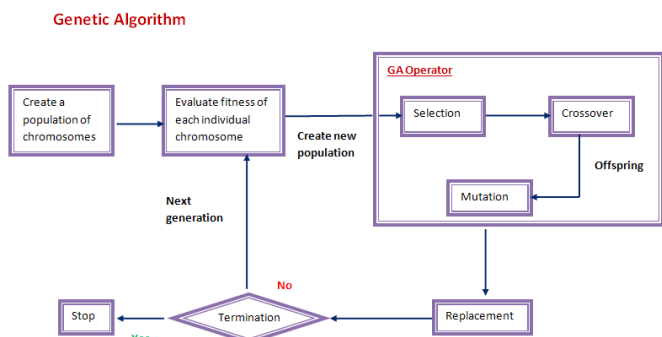 Genetic Algorithm
Create a
population of
chromosomes
Evaluate fitness of
each individual
chromosome
Create new
population
GA Operator
Selection
Crossover
Offspring
Mutation
Next
generation
No
Stop
Termination
Replacement
Yes